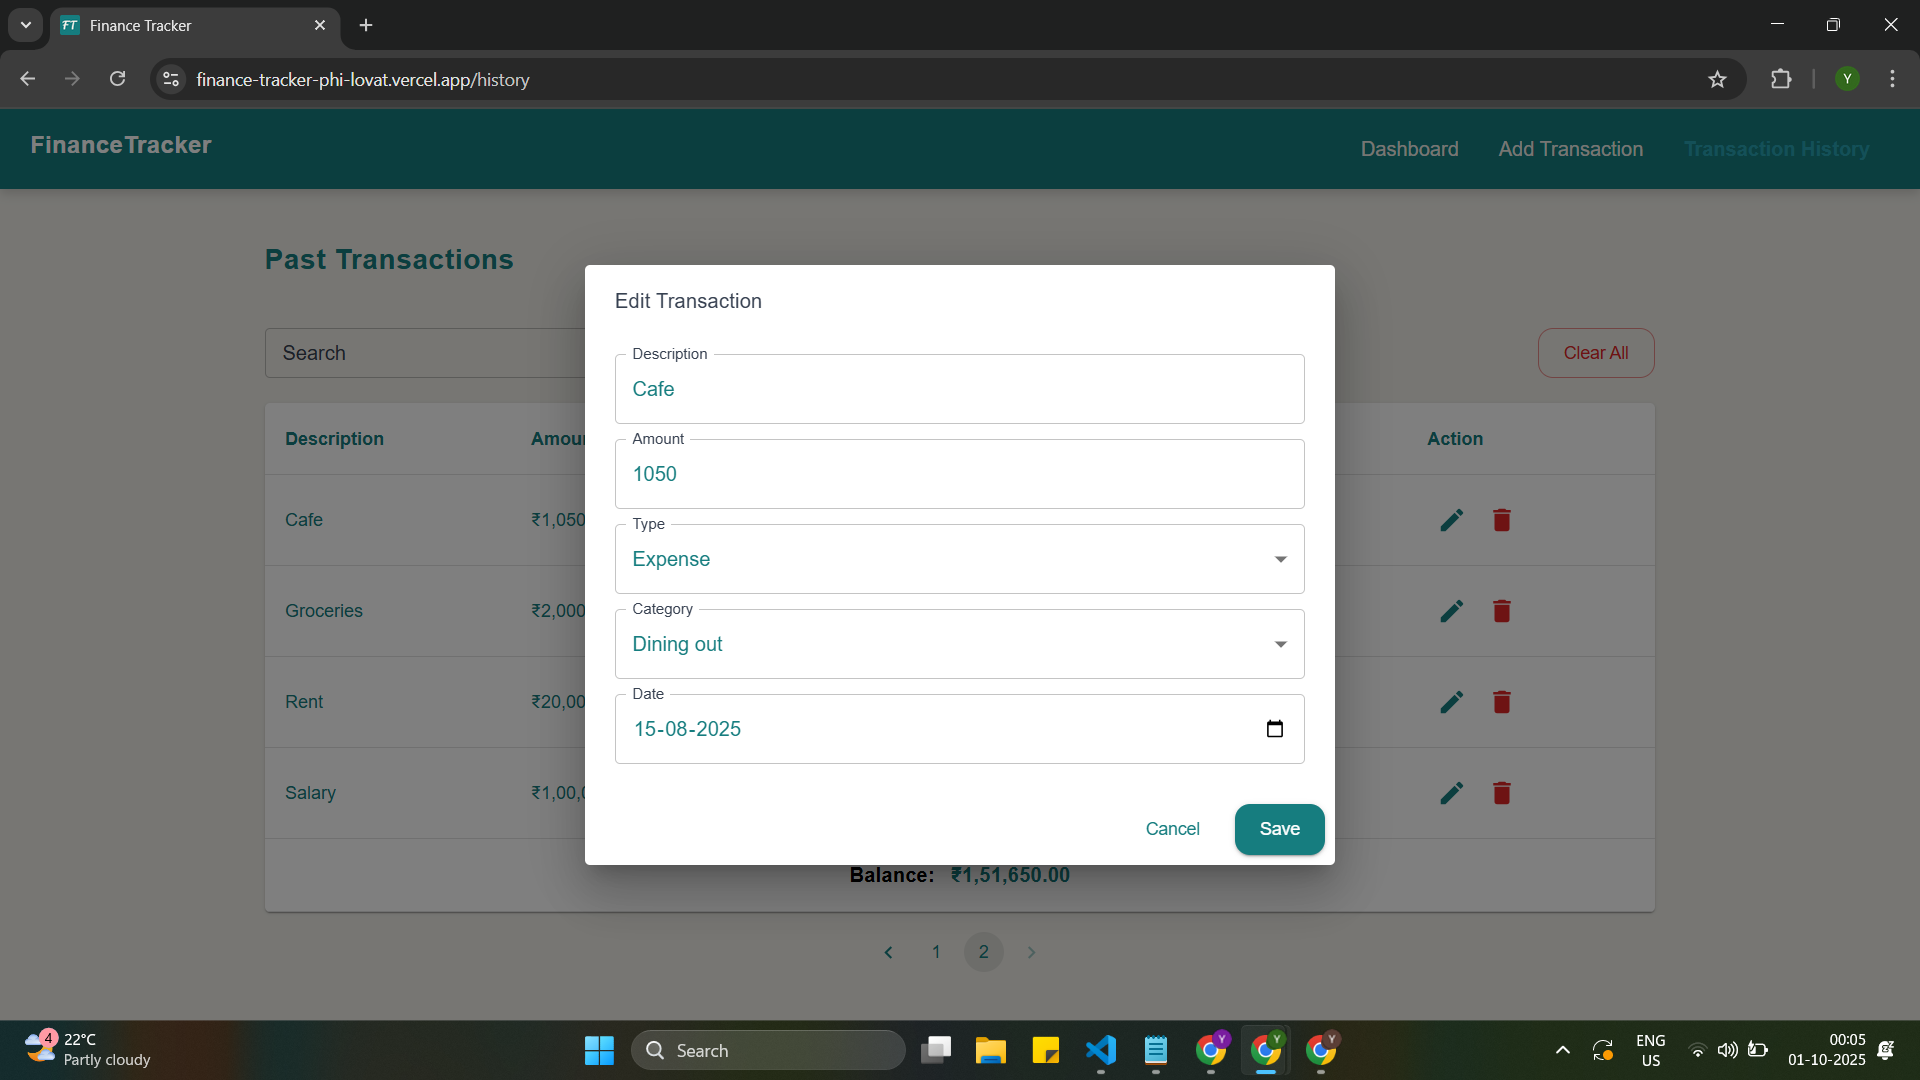 FT Finance Tracker
finance-tracker-phi-lovat.vercel.app/history
Y
FinanceTracker
Dashboard
Add Transaction
Transaction History
Past Transactions
Search
Clear All
Edit Transaction
Description
Cafe
Amount
1050
Type
Expense
Category
Dining out
Date
15-08-2025
Cancel
Save
Description
Amou
Action
Cafe
₹1,050
Groceries
₹2,000
Rent
₹20,00
Salary
₹1,00,
Balance: ₹1,51,650.00
1
2
4
22°C
Partly cloudy
Search
Y
Y
Y
ENG
US
00:05
01-10-2025